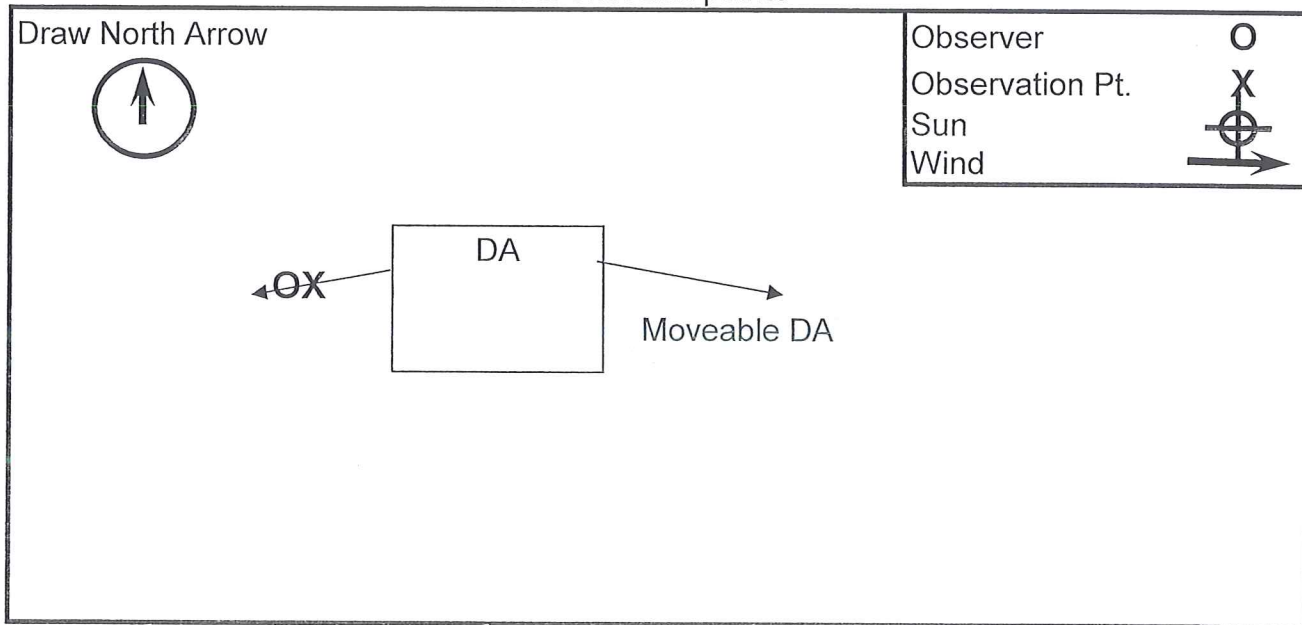 Draw North Arrow
Observer O
Observation Pt. X
Sun
Wind
DA
OX
Moveable DA